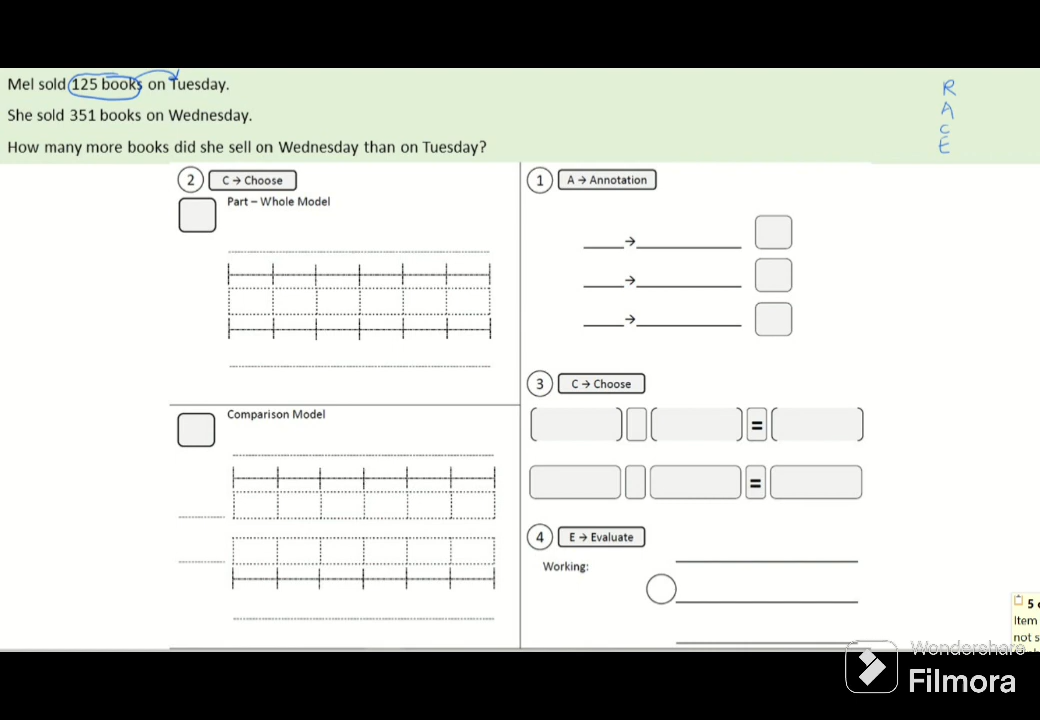 Mel sold 125 books on Tuesday.
She sold 351 books on Wednesday.
How many more books did she sell on Wednesday than on Tuesday?
R
A
C
E
2 C → Choose
Part – Whole Model
Comparison Model
1 A → Annotation
→
→
→
3 C → Choose
=
=
4 E → Evaluate
Working:
5
Item
not s
Wondershare
Filmora